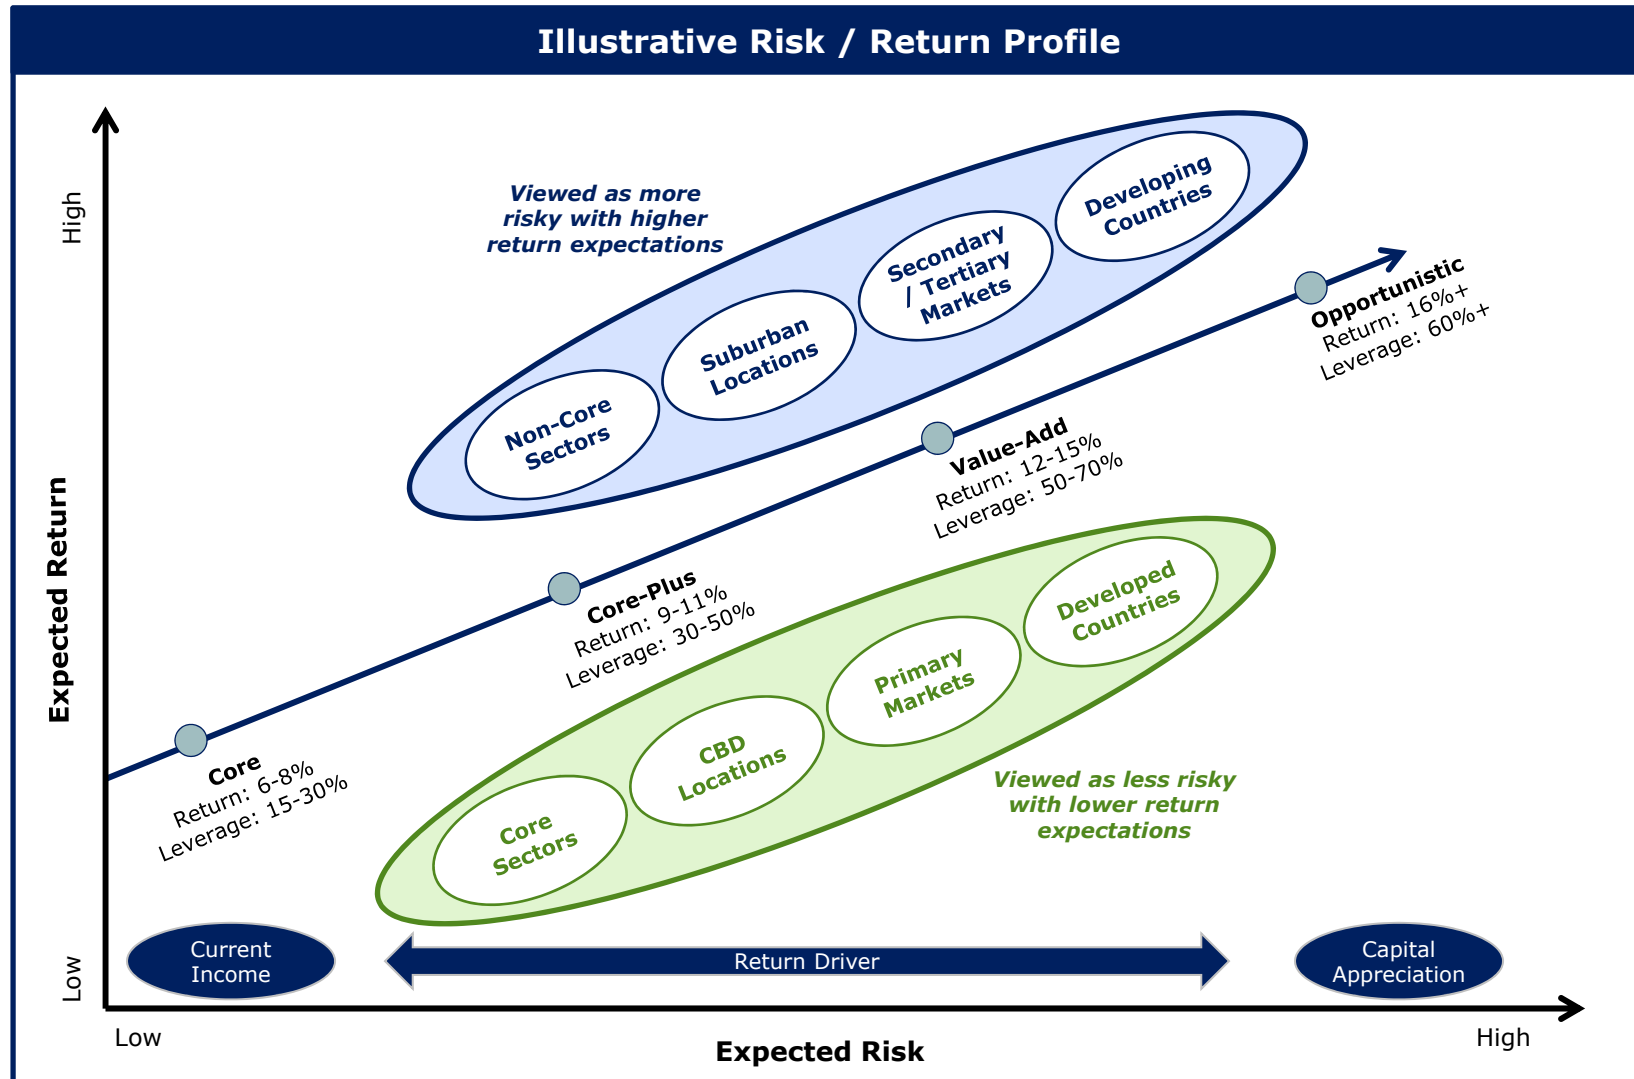 Illustrative Risk / Return Profile
High
Expected Return
Low
Viewed as more
risky with higher
return expectations
Non-Core
Sectors
Suburban
Locations
Secondary
/ Tertiary
Markets
Developing
Countries
Core
Return: 6-8%
Leverage: 15-30%
Core-Plus
Return: 9-11%
Leverage: 30-50%
Value-Add
Return: 12-15%
Leverage: 50-70%
Opportunistic
Return: 16%+
Leverage: 60%+
Core
Sectors
CBD
Locations
Primary
Markets
Developed
Countries
Viewed as less risky
with lower return
expectations
Current
Income
Return Driver
Capital
Appreciation
Low
Expected Risk
High